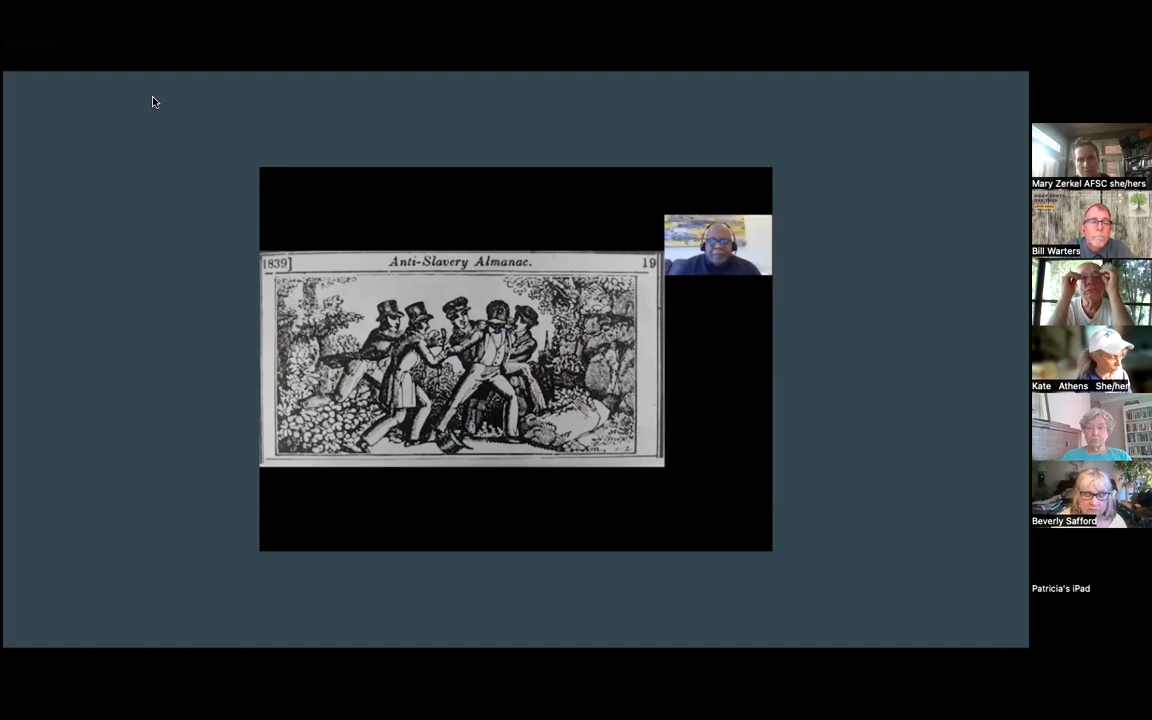 1839]
Anti-Slavery Almanac.
19
Mary Zerkel AFSC she/hers
Bill Warters
Kate Athens She/her
Beverly Safford
Patricia's iPad